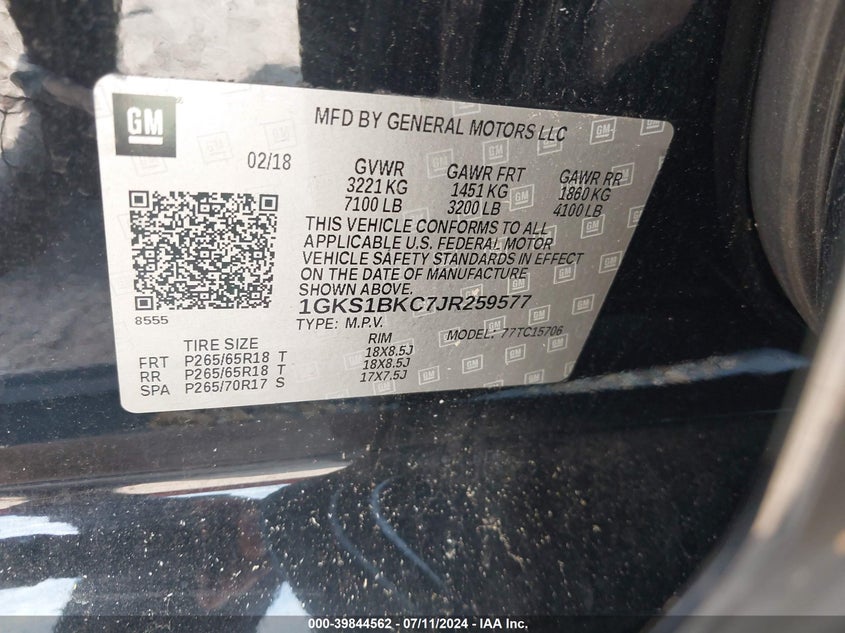 GM
MFD BY GENERAL MOTORS LLC
02/18
GVWR GAWR FRT GAWR RR
3221 KG 1451 KG 1860 KG
7100 LB 3200 LB 4100 LB
THIS VEHICLE CONFORMS TO ALL
APPLICABLE U.S. FEDERAL MOTOR
VEHICLE SAFETY STANDARDS IN EFFECT
ON THE DATE OF MANUFACTURE
SHOWN ABOVE.
1GKS1BKC7JR259577
8555
TYPE: M.P.V. MODEL: 77TC15706
TIRE SIZE RIM
FRT P265/65R18 T 18X8.5J
RR P265/65R18 T 18X8.5J
SPA P265/70R17 S 17X7.5J
000-39844562 / 07/11/2024 - IAA Inc.